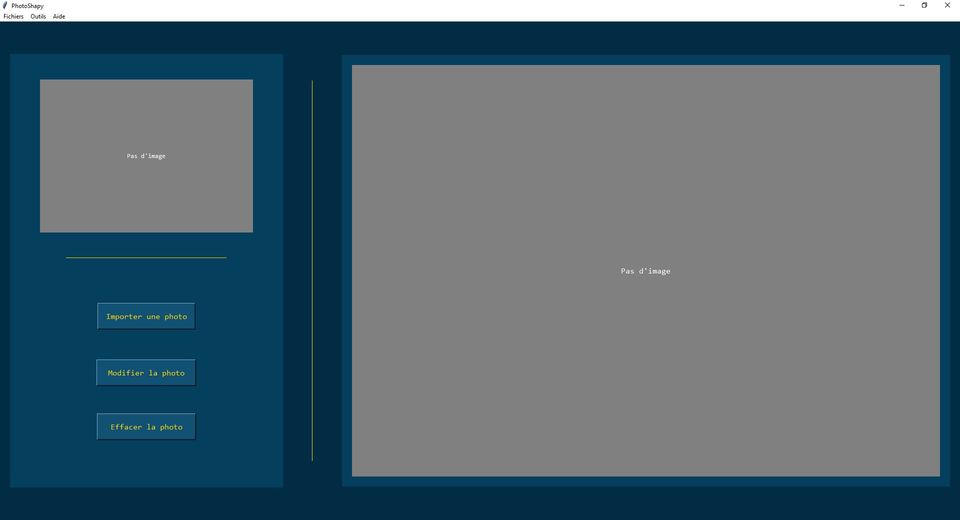 PhotoShapy
Fichiers Outils Aide
Pas d'image
Importer une photo
Modifier la photo
Effacer la photo
Pas d'image